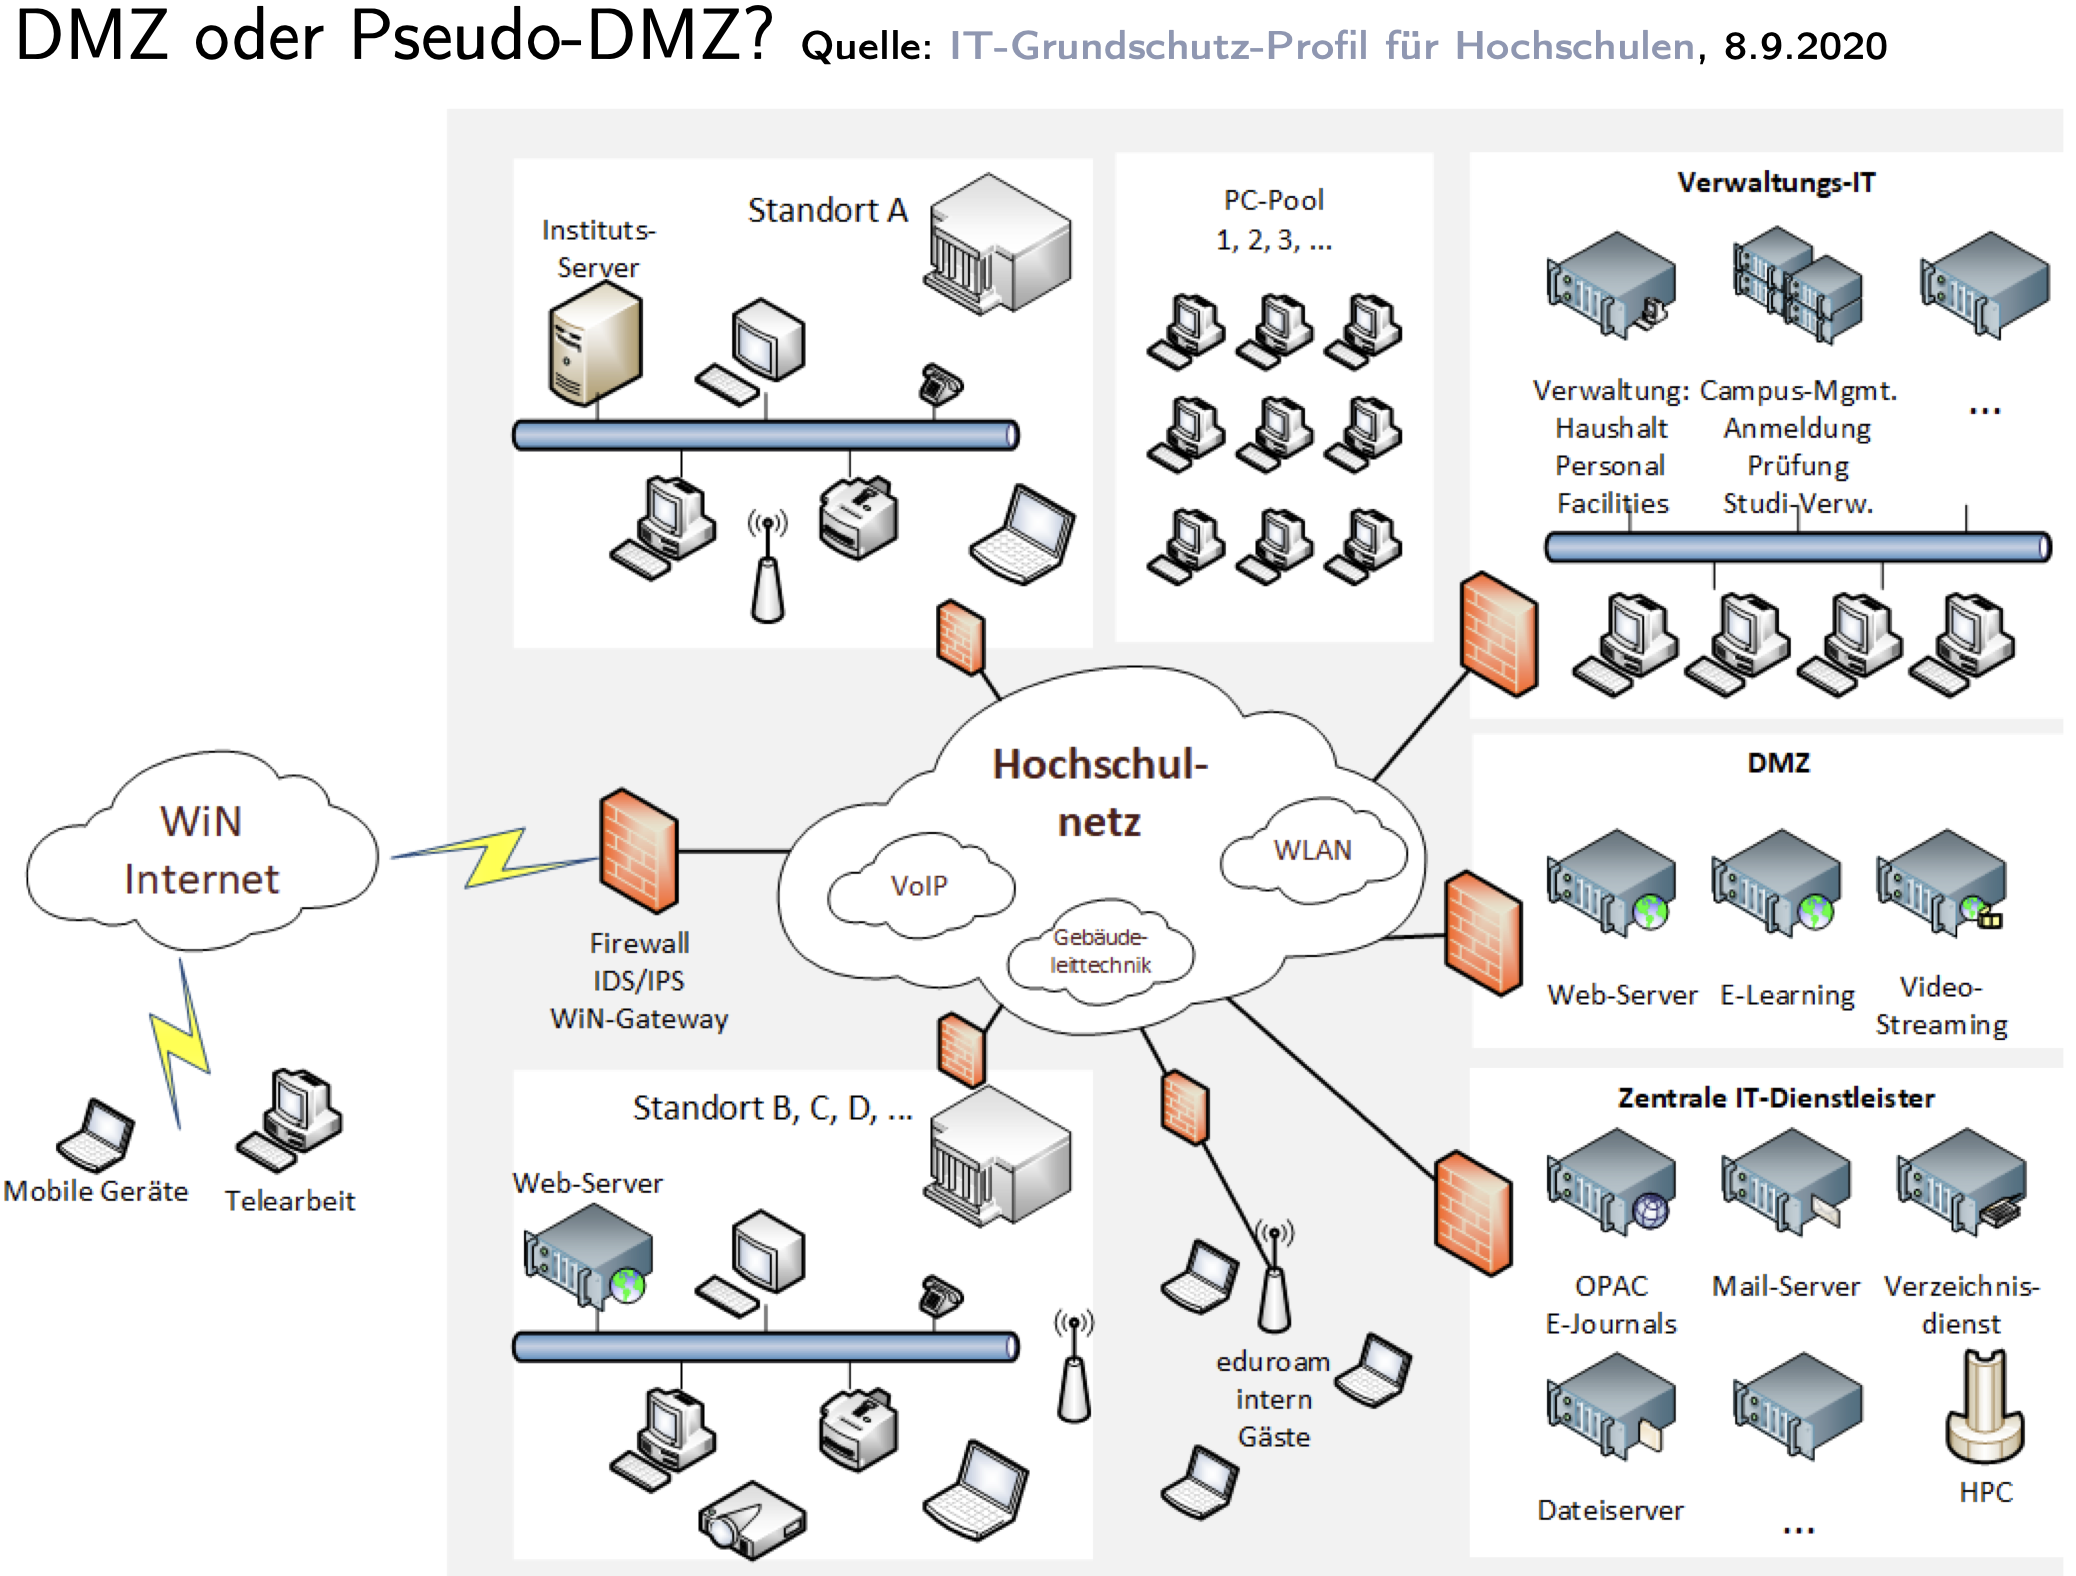 DMZ oder Pseudo-DMZ? Quelle: IT-Grundschutz-Profil für Hochschulen, 8.9.2020
Standort A
Instituts-
Server
PC-Pool
1, 2, 3, ...
Verwaltungs-IT
Verwaltung:
Haushalt
Personal
Facilities
Campus-Mgmt.
Anmeldung
Prüfung
Studi-Verw.
...
WiN
Internet
Mobile Geräte
Telearbeit
Firewall
IDS/IPS
WiN-Gateway
Hochschul-
netz
VoIP
WLAN
Gebäude-
leittechnik
DMZ
Web-Server
E-Learning
Video-
Streaming
Standort B, C, D, ...
Web-Server
eduroam
intern
Gäste
Zentrale IT-Dienstleister
OPAC
E-Journals
Mail-Server
Verzeichnis-
dienst
Dateiserver
...
HPC